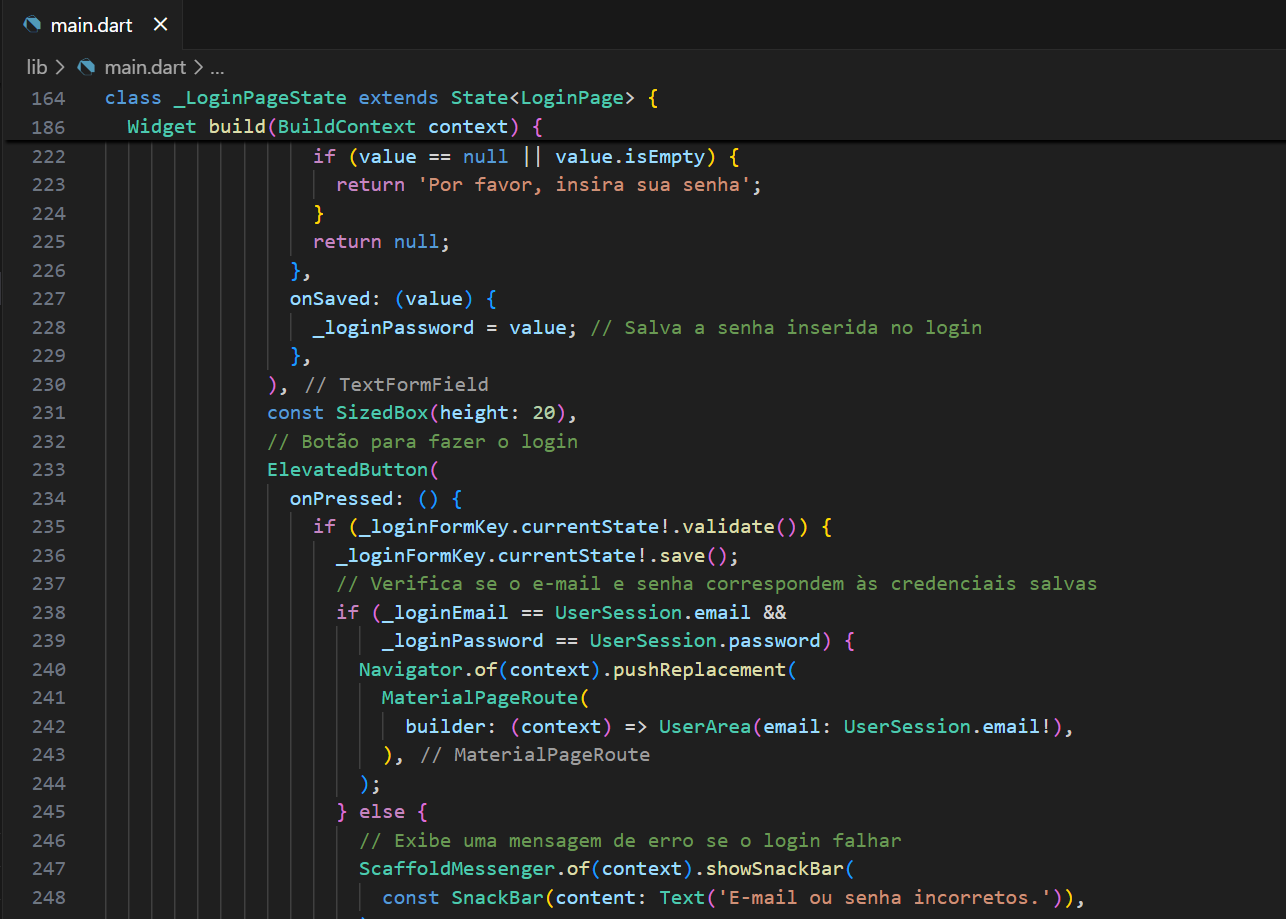 main.dart ×
lib > main.dart > ...
164 class _LoginPageState extends State<LoginPage> {
186 Widget build(BuildContext context) {
222 if (value == null || value.isEmpty) {
223 return 'Por favor, insira sua senha';
224 }
225 return null;
226 },
227 onSaved: (value) {
228 _loginPassword = value; // Salva a senha inserida no login
229 },
230 ), // TextFormField
231 const SizedBox(height: 20),
232 // Botão para fazer o login
233 ElevatedButton(
234 onPressed: () {
235 if (_loginFormKey.currentState!.validate()) {
236 _loginFormKey.currentState!.save();
237 // Verifica se o e-mail e senha correspondem às credenciais salvas
238 if (_loginEmail == UserSession.email &&
239 _loginPassword == UserSession.password) {
240 Navigator.of(context).pushReplacement(
241 MaterialPageRoute(
242 builder: (context) => UserArea(email: UserSession.email!),
243 ), // MaterialPageRoute
244 );
245 } else {
246 // Exibe uma mensagem de erro se o login falhar
247 ScaffoldMessenger.of(context).showSnackBar(
248 const SnackBar(content: Text('E-mail ou senha incorretos.')),